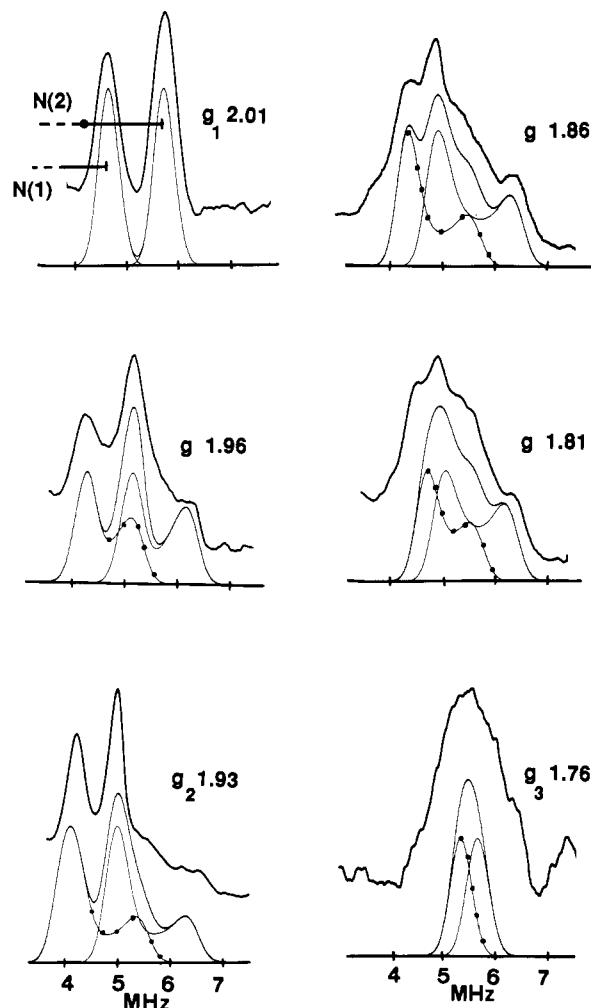 N(2)
N(1)
g₁ 2.01
g 1.86
g 1.96
g 1.81
g₂ 1.93
g₃ 1.76
4 5 6 7
MHz
4 5 6 7
MHz